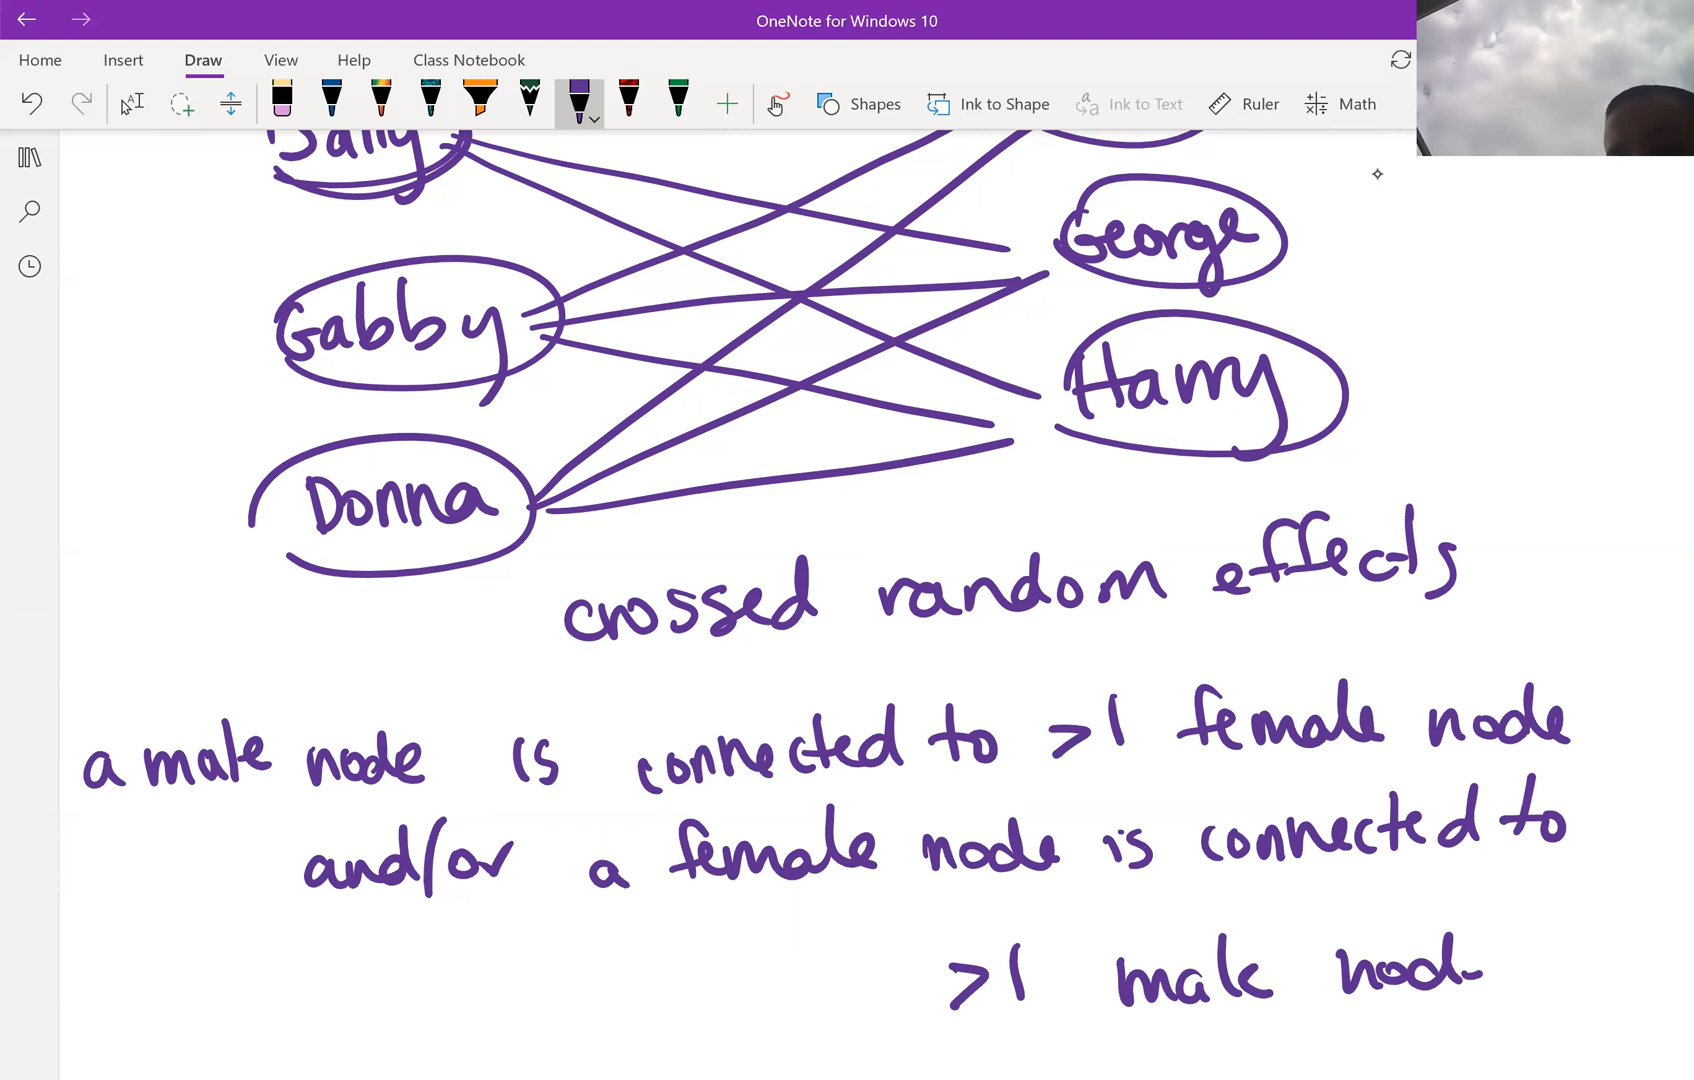 OneNote for Windows 10
Home Insert Draw View Help Class Notebook
Shapes Ink to Shape Ink to Text Ruler Math
George
Gabby
Harry
Donna
crossed random effects
a male node is connected to >1 female node
and/or a female node is connected to
>1 male node